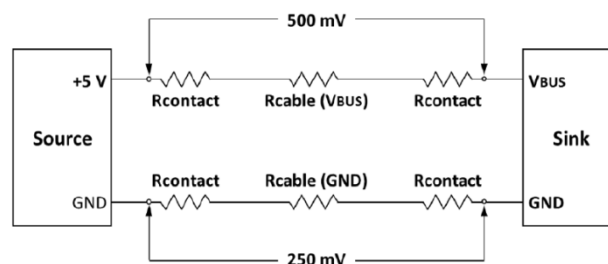 500 mV
+5 V
VBUS
Rcontact
Rcable (VBUS)
Rcontact
Source
Sink
Rcontact
Rcable (GND)
Rcontact
GND
GND
250 mV